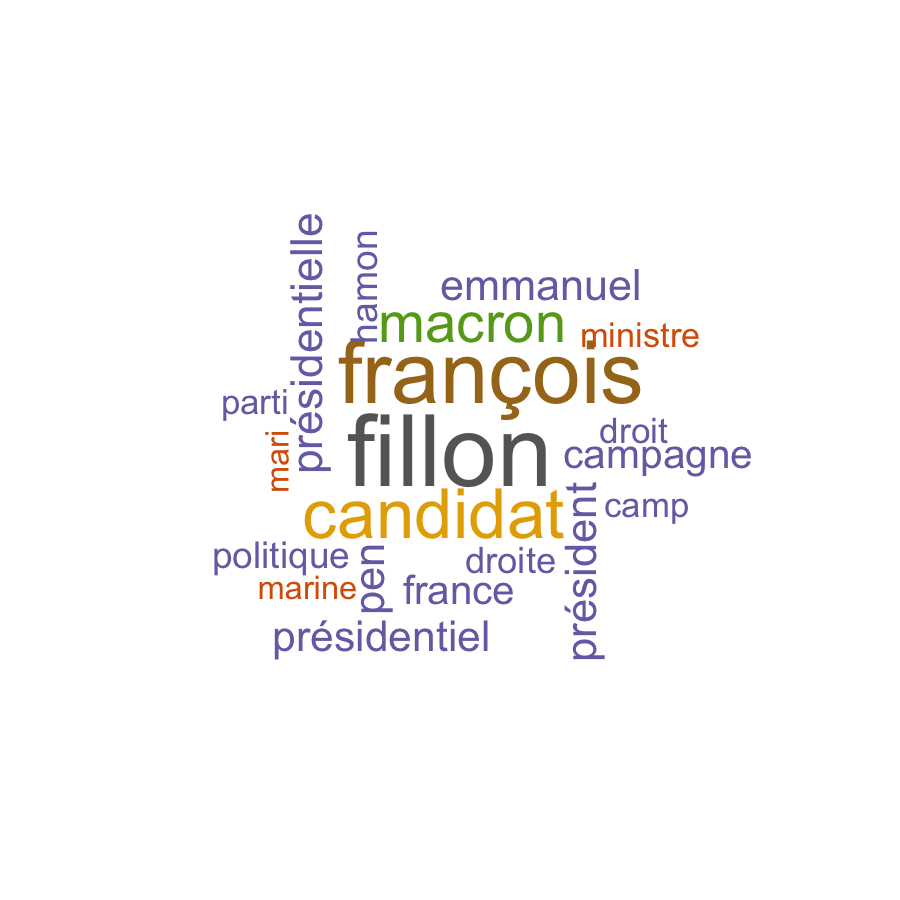 présidentielle
hamon
emmanuel
macron
ministre
françois
parti
mari
fillon
droit
campagne
candidat
président
camp
politique
pen
droite
marine
france
présidentiel